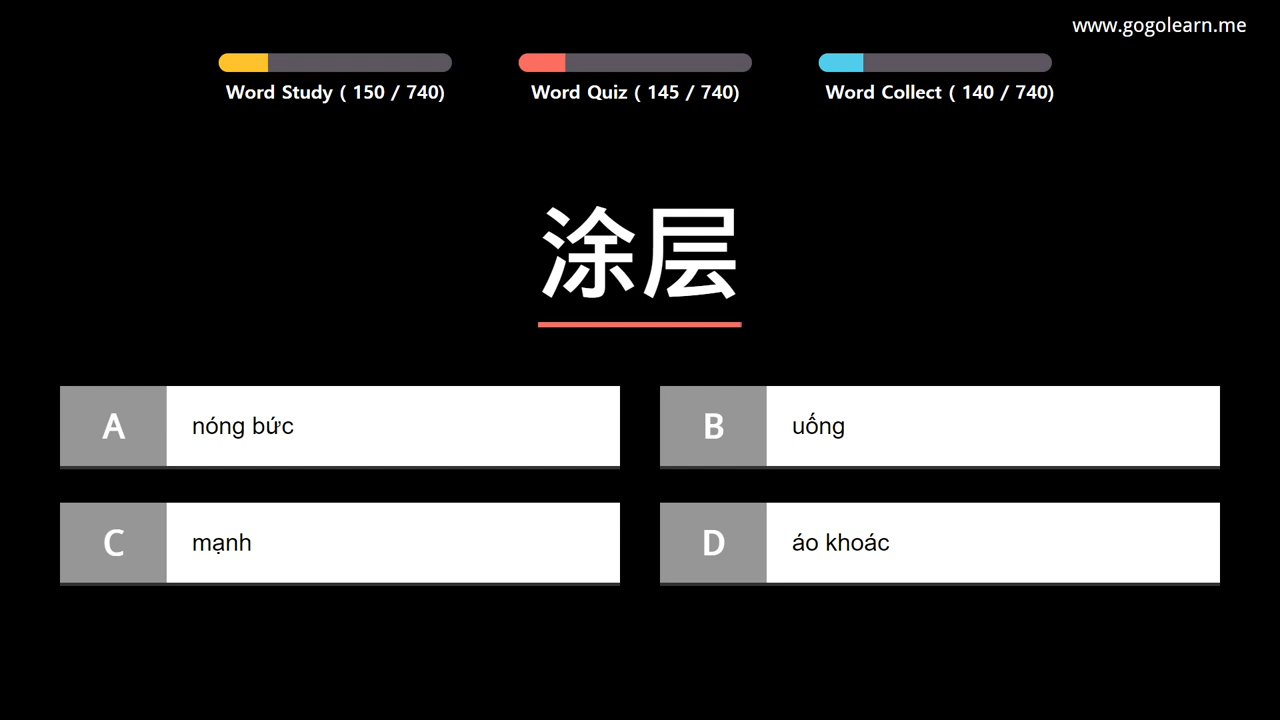 www.gogolearn.me
Word Study ( 150 / 740)
Word Quiz ( 145 / 740)
Word Collect ( 140 / 740)
涂层
A nóng bức
B uống
C mạnh
D áo khoác